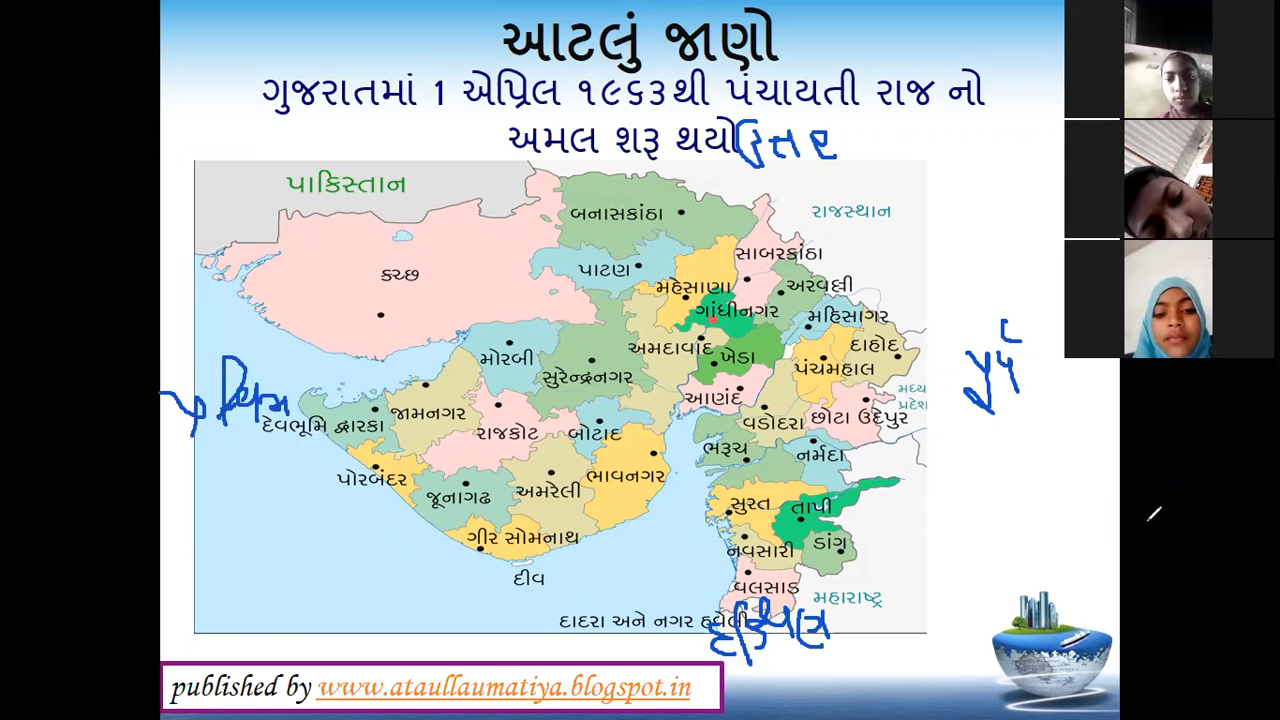 આટલું જાણો
ગુજરાતમાં 1 એપ્રિલ ૧૯૬૩થી પંચાયતી રાજ નો
અમલ શરૂ થયો
ઉત્તર
પાકિસ્તાન
રાજસ્થાન
બનાસકાંઠા
પાટણ
સાબરકાંઠા
કચ્છ
મહેસાણા
અરવલ્લી
ગાંધીનગર
મહિસાગર
મોરબી
સુરેન્દ્રનગર
અમદાવાદ
ખેડા
પંચમહાલ
દાહોદ
પૂર્વ
પશ્ચિમ
દેવભૂમિ દ્વારકા
જામનગર
રાજકોટ
બોટાદ
આણંદ
વડોદરા
છોટા ઉદેપુર
મધ્ય
પ્રદેશ
પોરબંદર
જૂનાગઢ
અમરેલી
ભાવનગર
ભરૂચ
નર્મદા
ગીર સોમનાથ
સુરત
તાપી
નવસારી
ડાંગ
દીવ
વલસાડ
મહારાષ્ટ્ર
દાદરા અને નગર હવેલી
દક્ષિણ
published by www.ataullaumatiya.blogspot.in